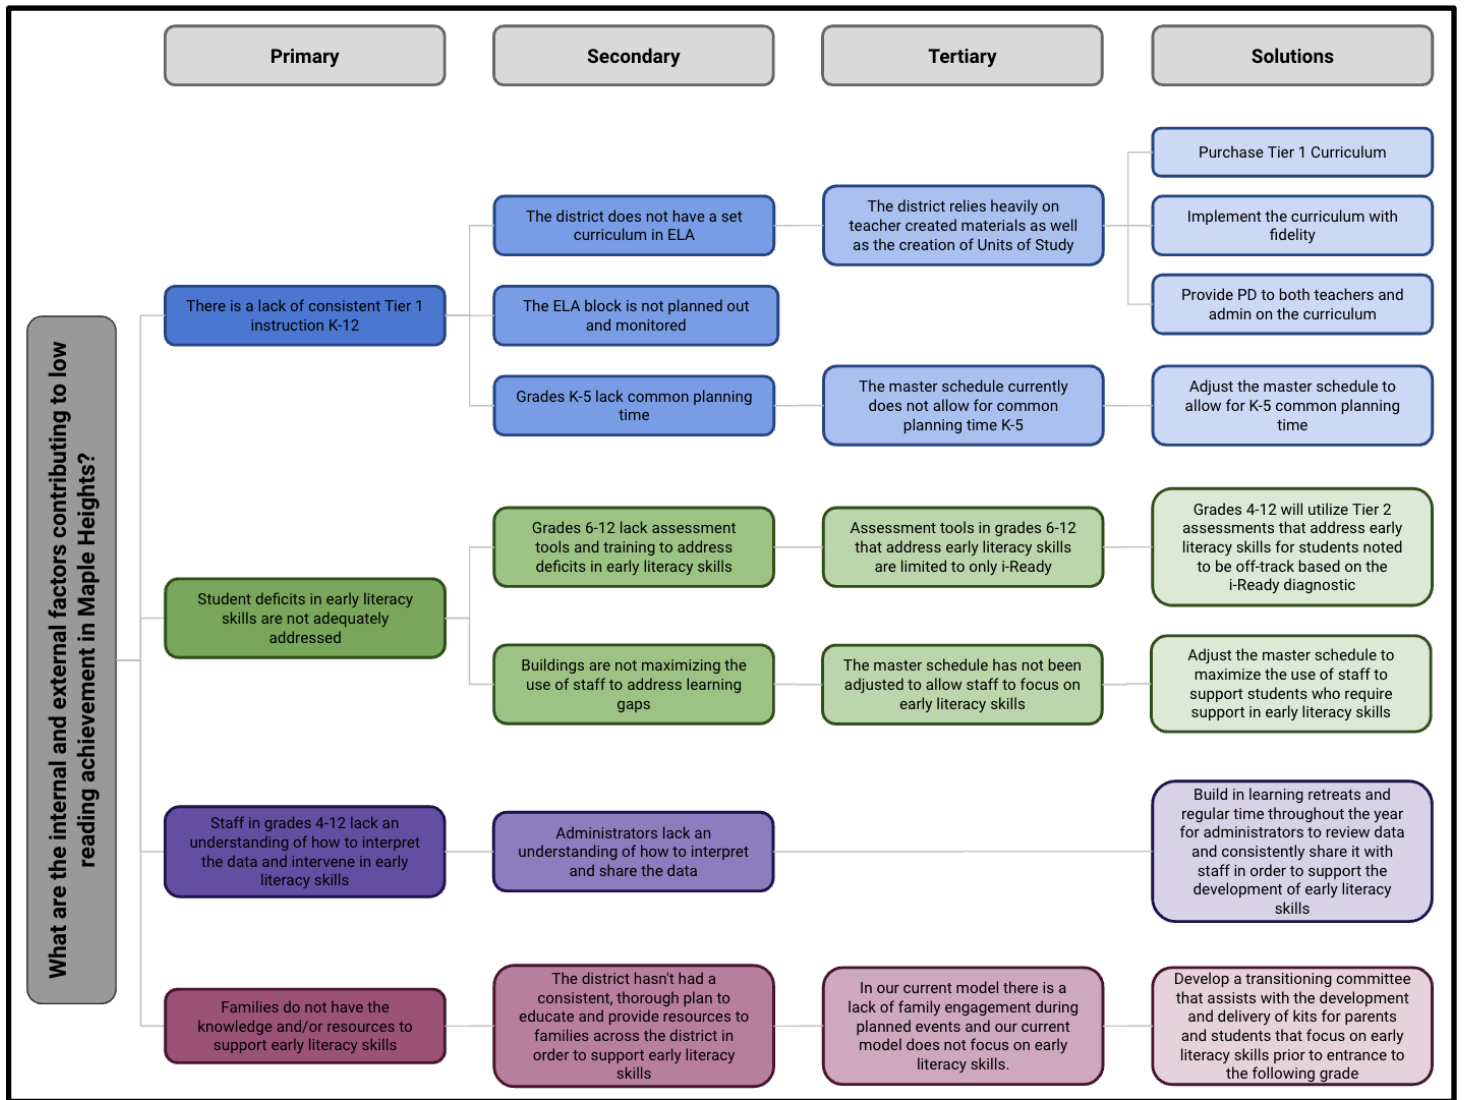 Primary
Secondary
Tertiary
Solutions
What are the internal and external factors contributing to low
reading achievement in Maple Heights?
There is a lack of consistent Tier 1
instruction K-12
The district does not have a set
curriculum in ELA
The district relies heavily on
teacher created materials as well
as the creation of Units of Study
Purchase Tier 1 Curriculum
Implement the curriculum with
fidelity
Provide PD to both teachers and
admin on the curriculum
The ELA block is not planned out
and monitored
Grades K-5 lack common planning
time
The master schedule currently
does not allow for common
planning time K-5
Adjust the master schedule to
allow for K-5 common planning
time
Student deficits in early literacy
skills are not adequately
addressed
Grades 6-12 lack assessment
tools and training to address
deficits in early literacy skills
Assessment tools in grades 6-12
that address early literacy skills
are limited to only i-Ready
Grades 4-12 will utilize Tier 2
assessments that address early
literacy skills for students noted
to be off-track based on the
i-Ready diagnostic
Buildings are not maximizing the
use of staff to address learning
gaps
The master schedule has not been
adjusted to allow staff to focus on
early literacy skills
Adjust the master schedule to
maximize the use of staff to
support students who require
support in early literacy skills
Staff in grades 4-12 lack an
understanding of how to interpret
the data and intervene in early
literacy skills
Administrators lack an
understanding of how to interpret
and share the data
Build in learning retreats and
regular time throughout the year
for administrators to review data
and consistently share it with
staff in order to support the
development of early literacy
skills
Families do not have the
knowledge and/or resources to
support early literacy skills
The district hasn't had a
consistent, thorough plan to
educate and provide resources to
families across the district in
order to support early literacy
skills
In our current model there is a
lack of family engagement during
planned events and our current
model does not focus on early
literacy skills.
Develop a transitioning committee
that assists with the development
and delivery of kits for parents
and students that focus on early
literacy skills prior to entrance to
the following grade